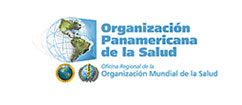 Organización
Panamericana
de la Salud
Oficina Regional de la
Organización Mundial de la Salud